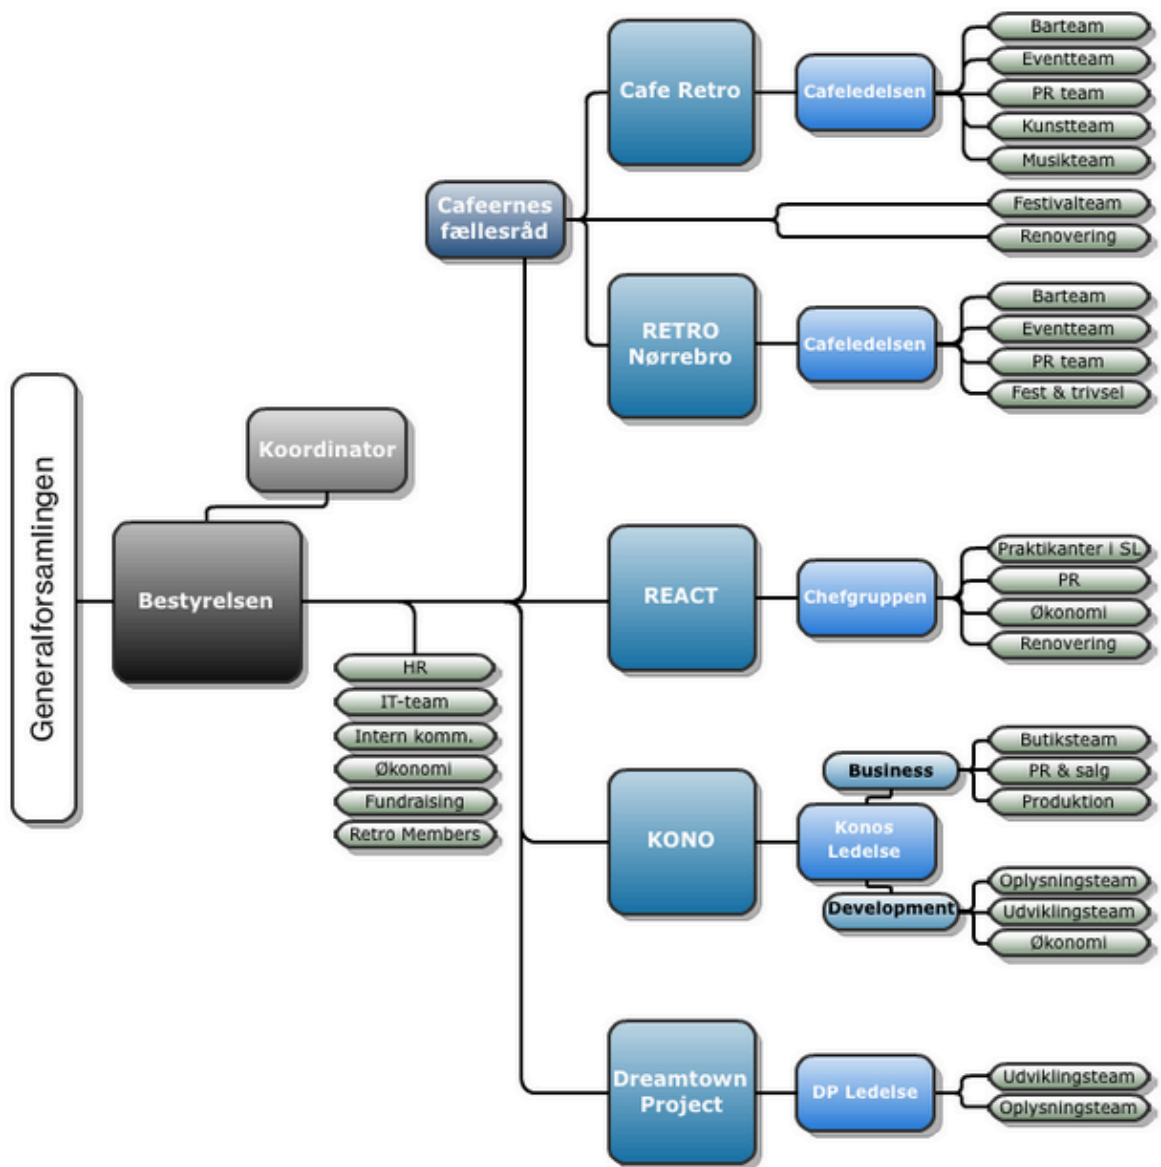 Generalforsamlingen
Koordinator
Bestyrelsen
HR
IT-team
Intern komm.
Økonomi
Fundraising
Retro Members
Cafeernes
fællesråd
Cafe Retro
Cafeledelsen
Barteam
Eventteam
PR team
Kunstteam
Musikteam
Festivalteam
Renovering
RETRO
Nørrebro
Cafeledelsen
Barteam
Eventteam
PR team
Fest & trivsel
REACT
Chefgruppen
Praktikanter i SL
PR
Økonomi
Renovering
KONO
Konos
Ledelse
Business
Butiksteam
PR & salg
Produktion
Development
Oplysningsteam
Udviklingsteam
Økonomi
Dreamtown
Project
DP Ledelse
Udviklingsteam
Oplysningsteam